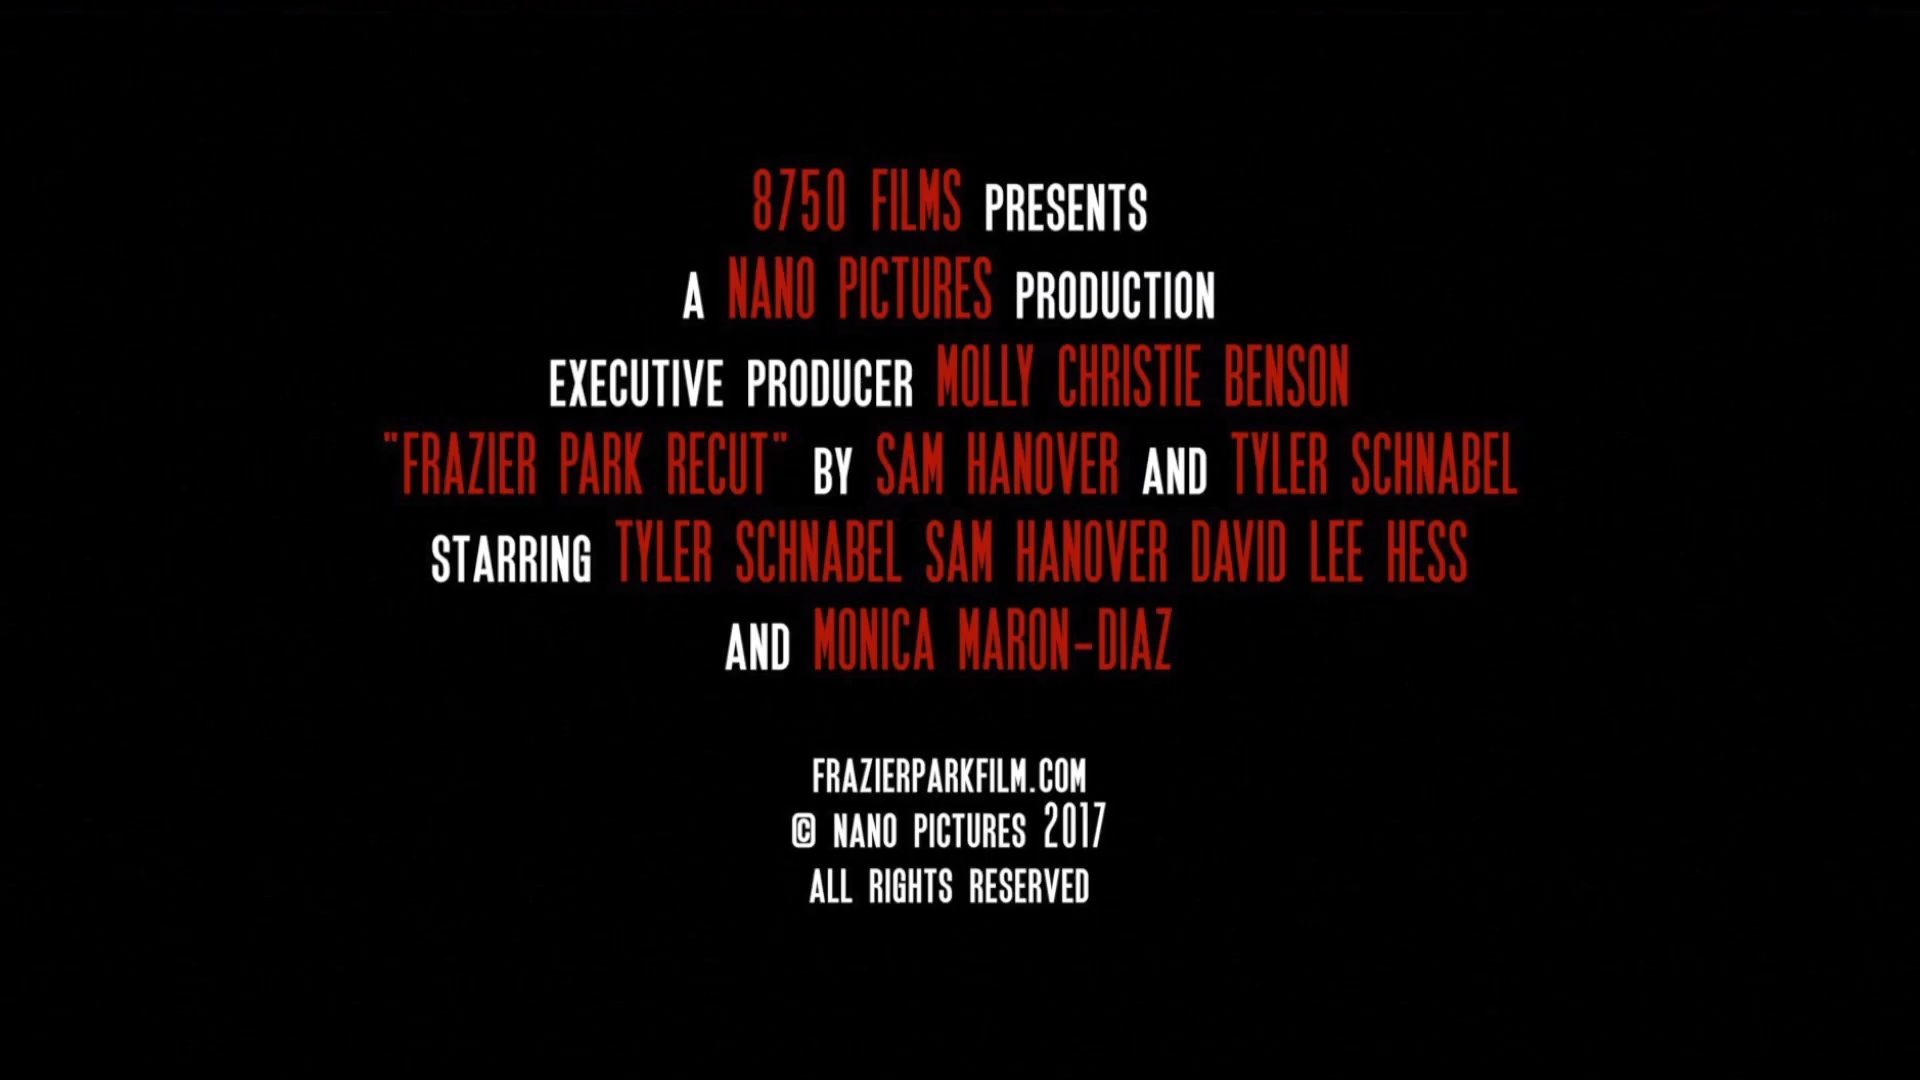 8750 FILMS PRESENTS
A NANO PICTURES PRODUCTION
EXECUTIVE PRODUCER MOLLY CHRISTIE BENSON
"FRAZIER PARK RECUT" BY SAM HANOVER AND TYLER SCHNABEL
STARRING TYLER SCHNABEL SAM HANOVER DAVID LEE HESS
AND MONICA MARON-DIAZ
FRAZIERPARKFILM.COM
© NANO PICTURES 2017
ALL RIGHTS RESERVED